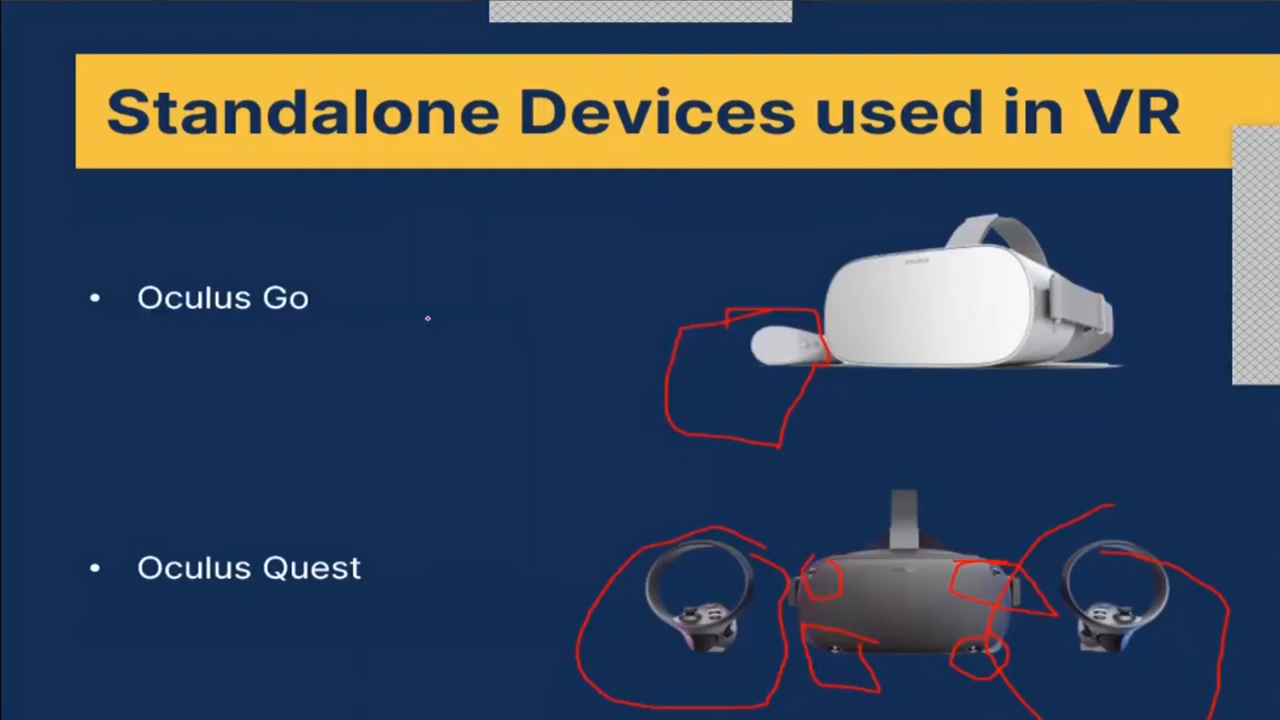 Standalone Devices used in VR
• Oculus Go
• Oculus Quest